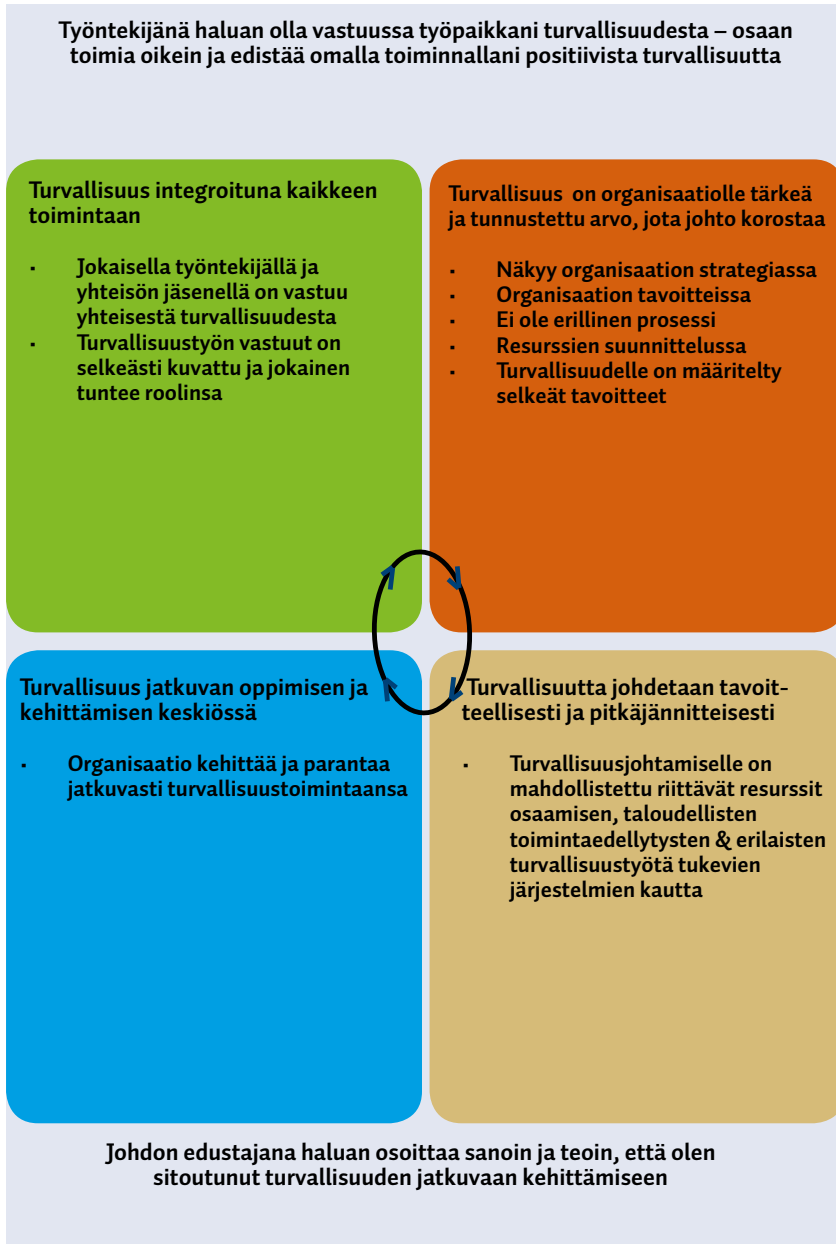 Työntekijänä haluan olla vastuussa työpaikkani turvallisuudesta – osaan
toimia oikein ja edistää omalla toiminnallani positiivista turvallisuutta
Turvallisuus integroituna kaikkeen
toimintaan
▪ Jokaisella työntekijällä ja
yhteisön jäsenellä on vastuu
yhteisestä turvallisuudesta
▪ Turvallisuustyön vastuut on
selkeästi kuvattu ja jokainen
tuntee roolinsa
Turvallisuus on organisaatiolle tärkeä
ja tunnustettu arvo, jota johto korostaa
▪ Näkyy organisaation strategiassa
▪ Organisaation tavoitteissa
▪ Ei ole erillinen prosessi
▪ Resurssien suunnittelussa
▪ Turvallisuudelle on määritelty
selkeät tavoitteet
Turvallisuus jatkuvan oppimisen ja
kehittämisen keskiössä
▪ Organisaatio kehittää ja parantaa
jatkuvasti turvallisuustoimintaansa
Turvallisuutta johdetaan tavoit-
teellisesti ja pitkäjännitteisesti
▪ Turvallisuusjohtamiselle on
mahdollistettu riittävät resurssit
osaamisen, taloudellisten
toimintaedellytysten & erilaisten
turvallisuustyötä tukevien
järjestelmien kautta
Johdon edustajana haluan osoittaa sanoin ja teoin, että olen
sitoutunut turvallisuuden jatkuvaan kehittämiseen